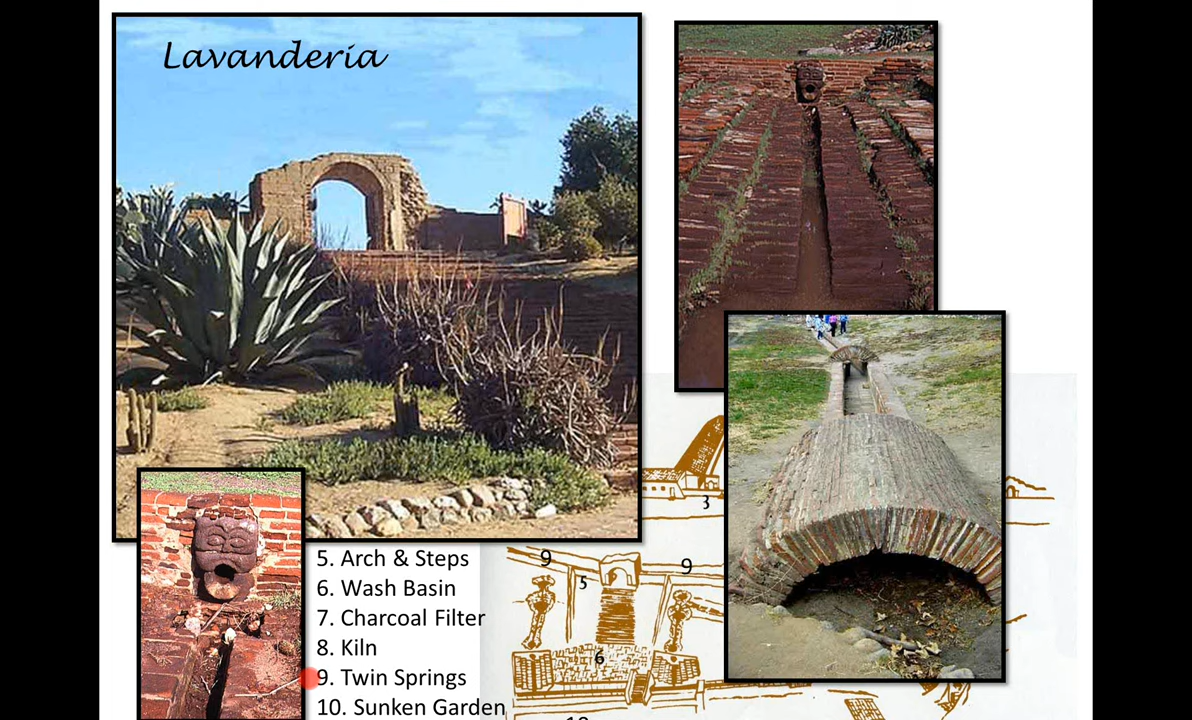 Lavanderia
5. Arch & Steps
6. Wash Basin
7. Charcoal Filter
8. Kiln
9. Twin Springs
10. Sunken Garden
3
9
5
9
6